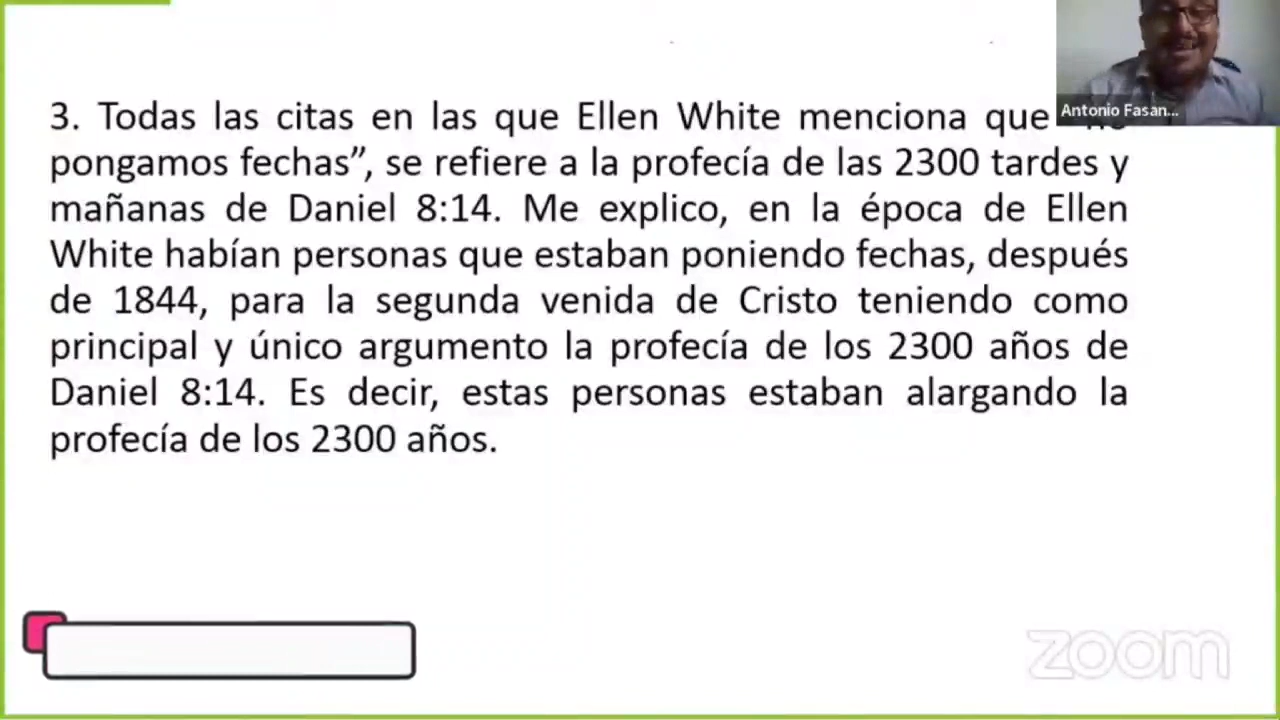 3. Todas las citas en las que Ellen White menciona que
pongamos fechas”, se refiere a la profecía de las 2300 tardes y
mañanas de Daniel 8:14. Me explico, en la época de Ellen
White habían personas que estaban poniendo fechas, después
de 1844, para la segunda venida de Cristo teniendo como
principal y único argumento la profecía de los 2300 años de
Daniel 8:14. Es decir, estas personas estaban alargando la
profecía de los 2300 años.
Antonio Fasan...
zoom